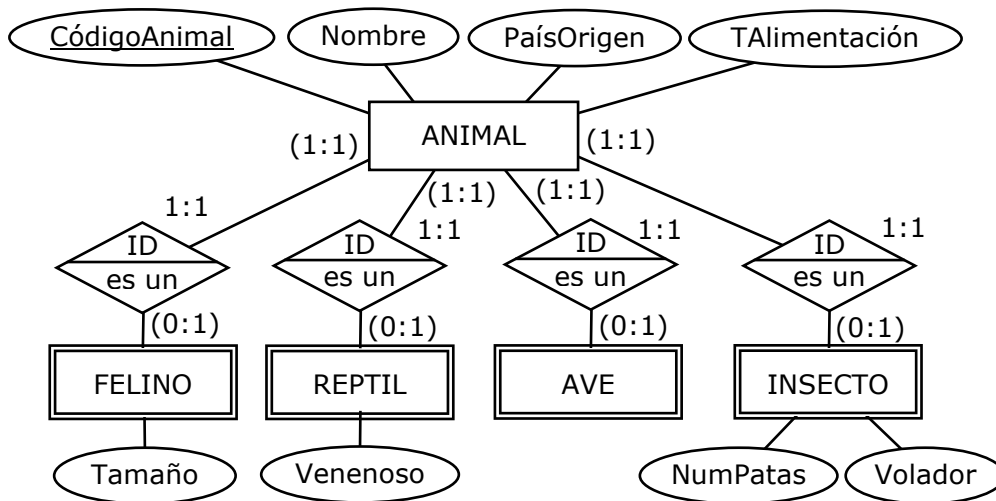 CódigoAnimal Nombre PaísOrigen TAlimentación
ANIMAL
(1:1) (1:1) (1:1) (1:1)
1:1 1:1 1:1 1:1
ID ID ID ID
es un es un es un es un
(0:1) (0:1) (0:1) (0:1)
FELINO REPTIL AVE INSECTO
Tamaño Venenoso NumPatas Volador